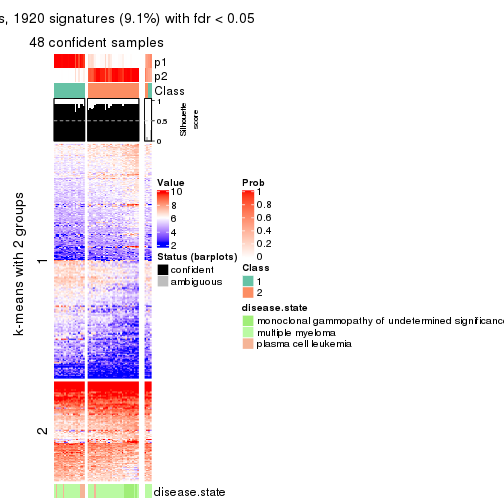 s, 1920 signatures (9.1%) with fdr < 0.05
48 confident samples
p1
p2
Class
1
0.5
0
Silhouette
score
k-means with 2 groups
1
2
Value
10
8
6
4
2
Status (barplots)
confident
ambiguous
Prob
1
0.8
0.6
0.4
0.2
0
Class
1
2
disease.state
monoclonal gammopathy of undetermined significance
multiple myeloma
plasma cell leukemia
disease.state